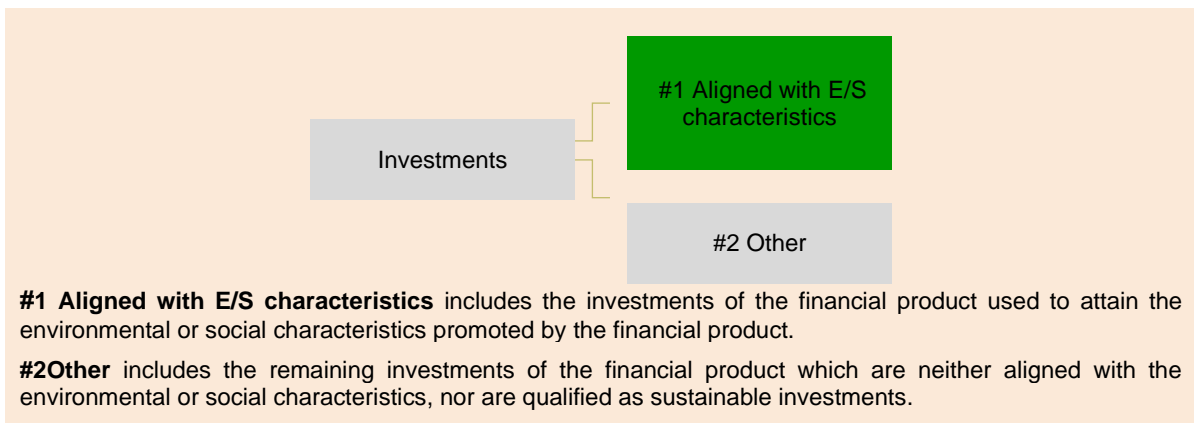 #1 Aligned with E/S
characteristics
Investments
#2 Other
#1 Aligned with E/S characteristics includes the investments of the financial product used to attain the
environmental or social characteristics promoted by the financial product.
#2Other includes the remaining investments of the financial product which are neither aligned with the
environmental or social characteristics, nor are qualified as sustainable investments.